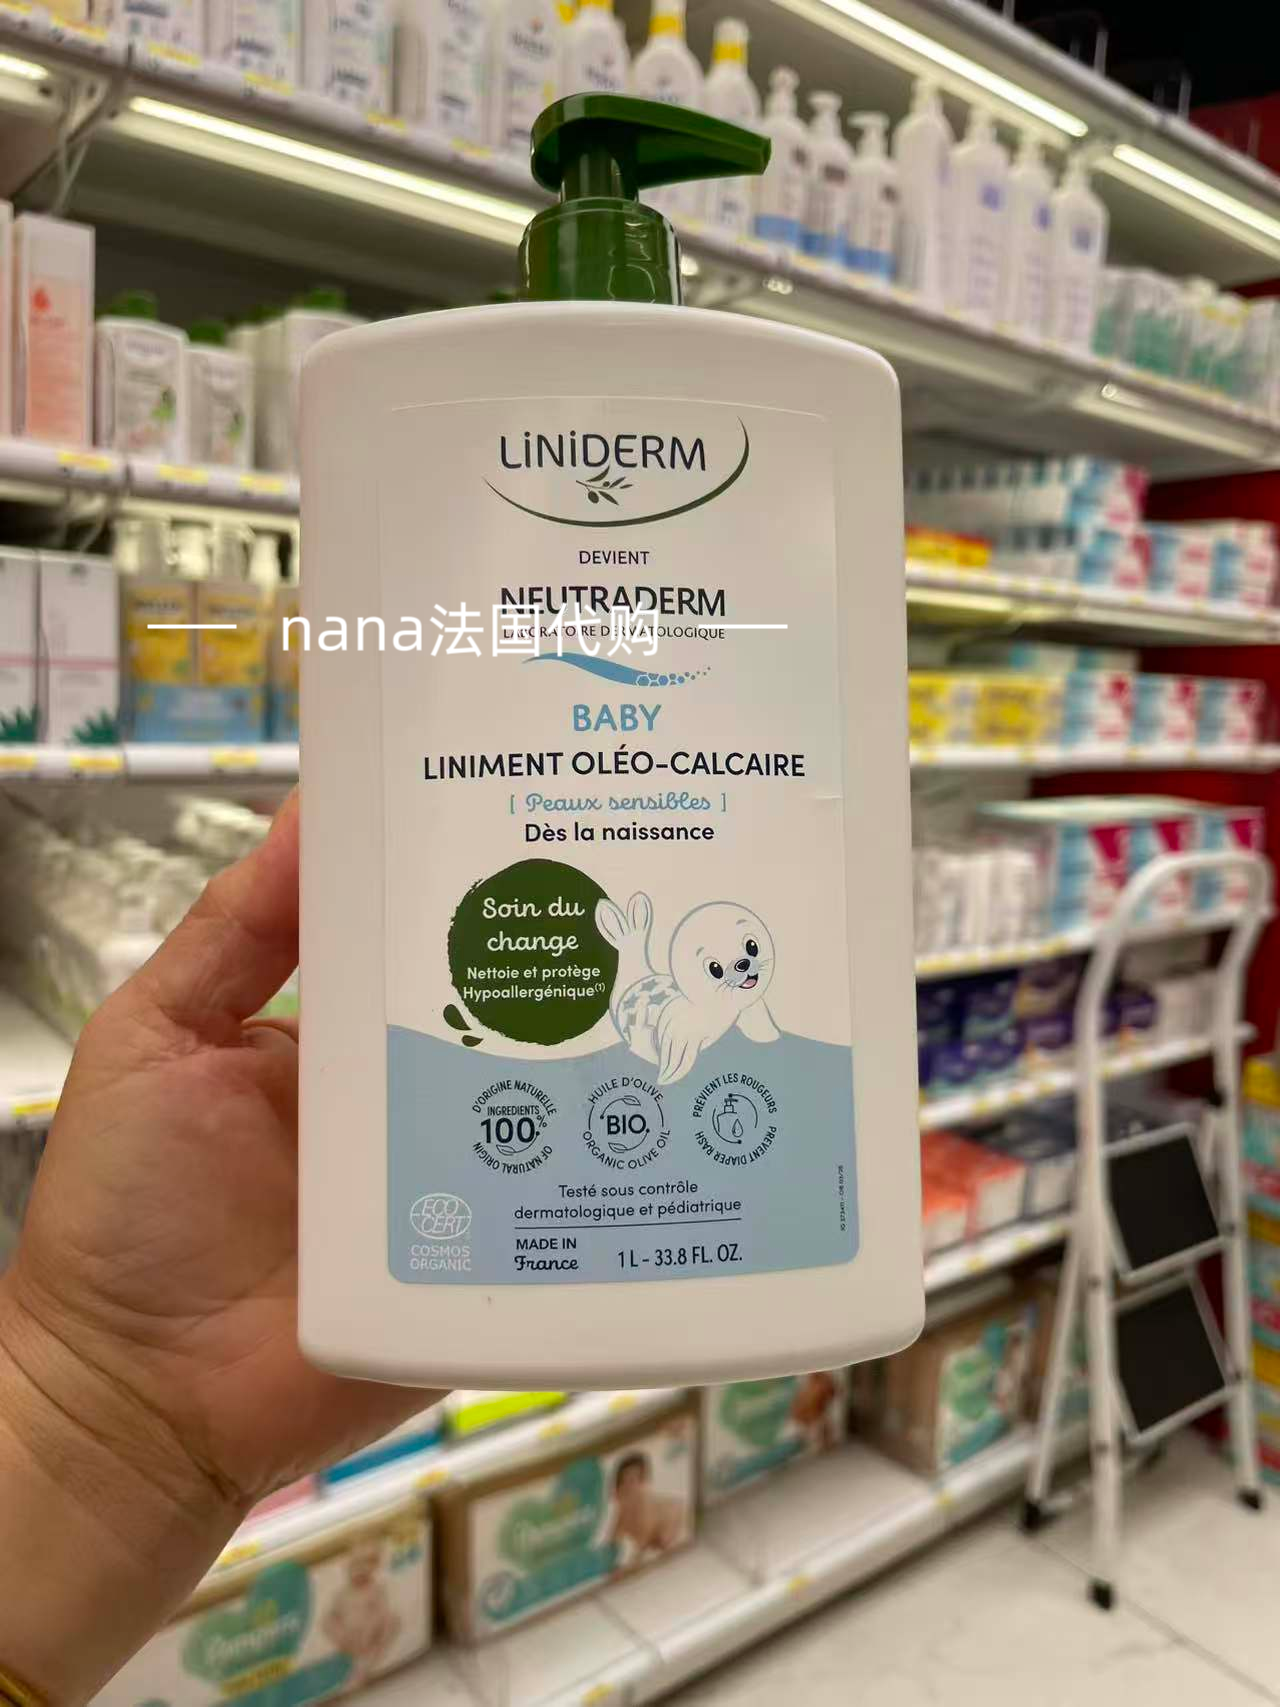 LiNiDERM
DEVIENT
NEUTRADERM
LABORATOIRE DERMATOLOGIQUE
nana法国代购
BABY
LINIMENT OLÉO-CALCAIRE
[ Peaux sensibles ]
Dès la naissance
Soin du
change
Nettoie et protège
Hypoallergénique(1)
D'ORIGINE NATURELLE
INGREDIENTS
100%
OF NATURAL ORIGIN
HUILE D'OLIVE
BIO
ORGANIC OLIVE OIL
PRÉVIENT LES ROUGEURS
PREVENT DIAPER RASH
Testé sous contrôle
dermatologique et pédiatrique
ECO
CERT
COSMOS
ORGANIC
MADE IN
France
1 L - 33.8 FL. OZ.
Pampers
Pampers